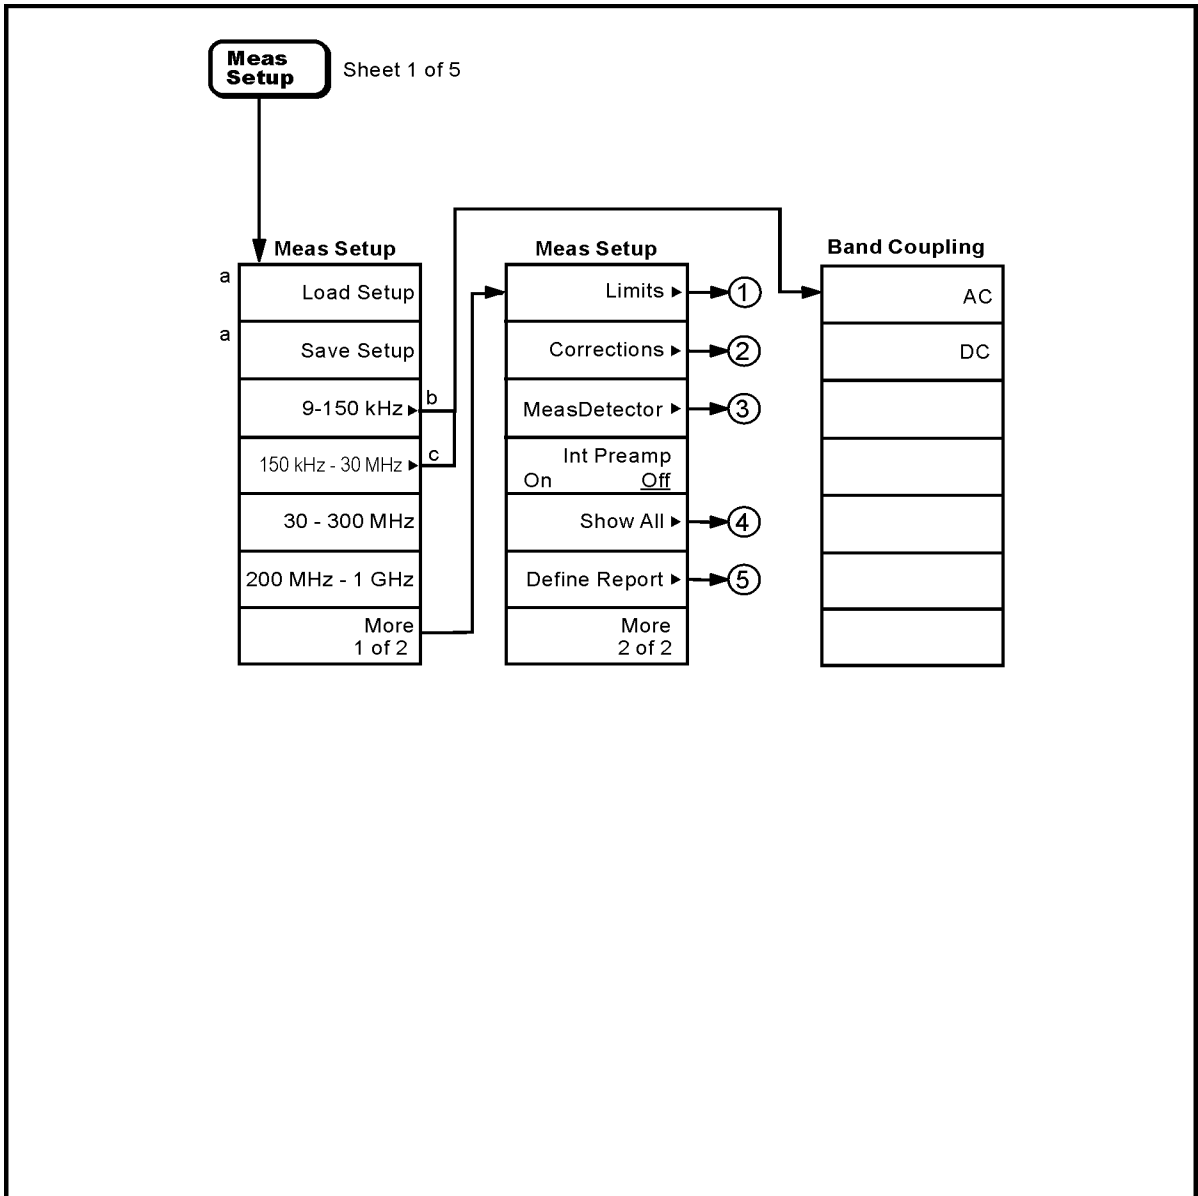 Meas
Setup
Sheet 1 of 5
Meas Setup
a
Load Setup
a
Save Setup
9-150 kHz
b
150 kHz - 30 MHz
c
30 - 300 MHz
200 MHz - 1 GHz
More
1 of 2
Meas Setup
Limits
1
Corrections
2
MeasDetector
3
Int Preamp
On Off
Show All
4
Define Report
5
More
2 of 2
Band Coupling
AC
DC